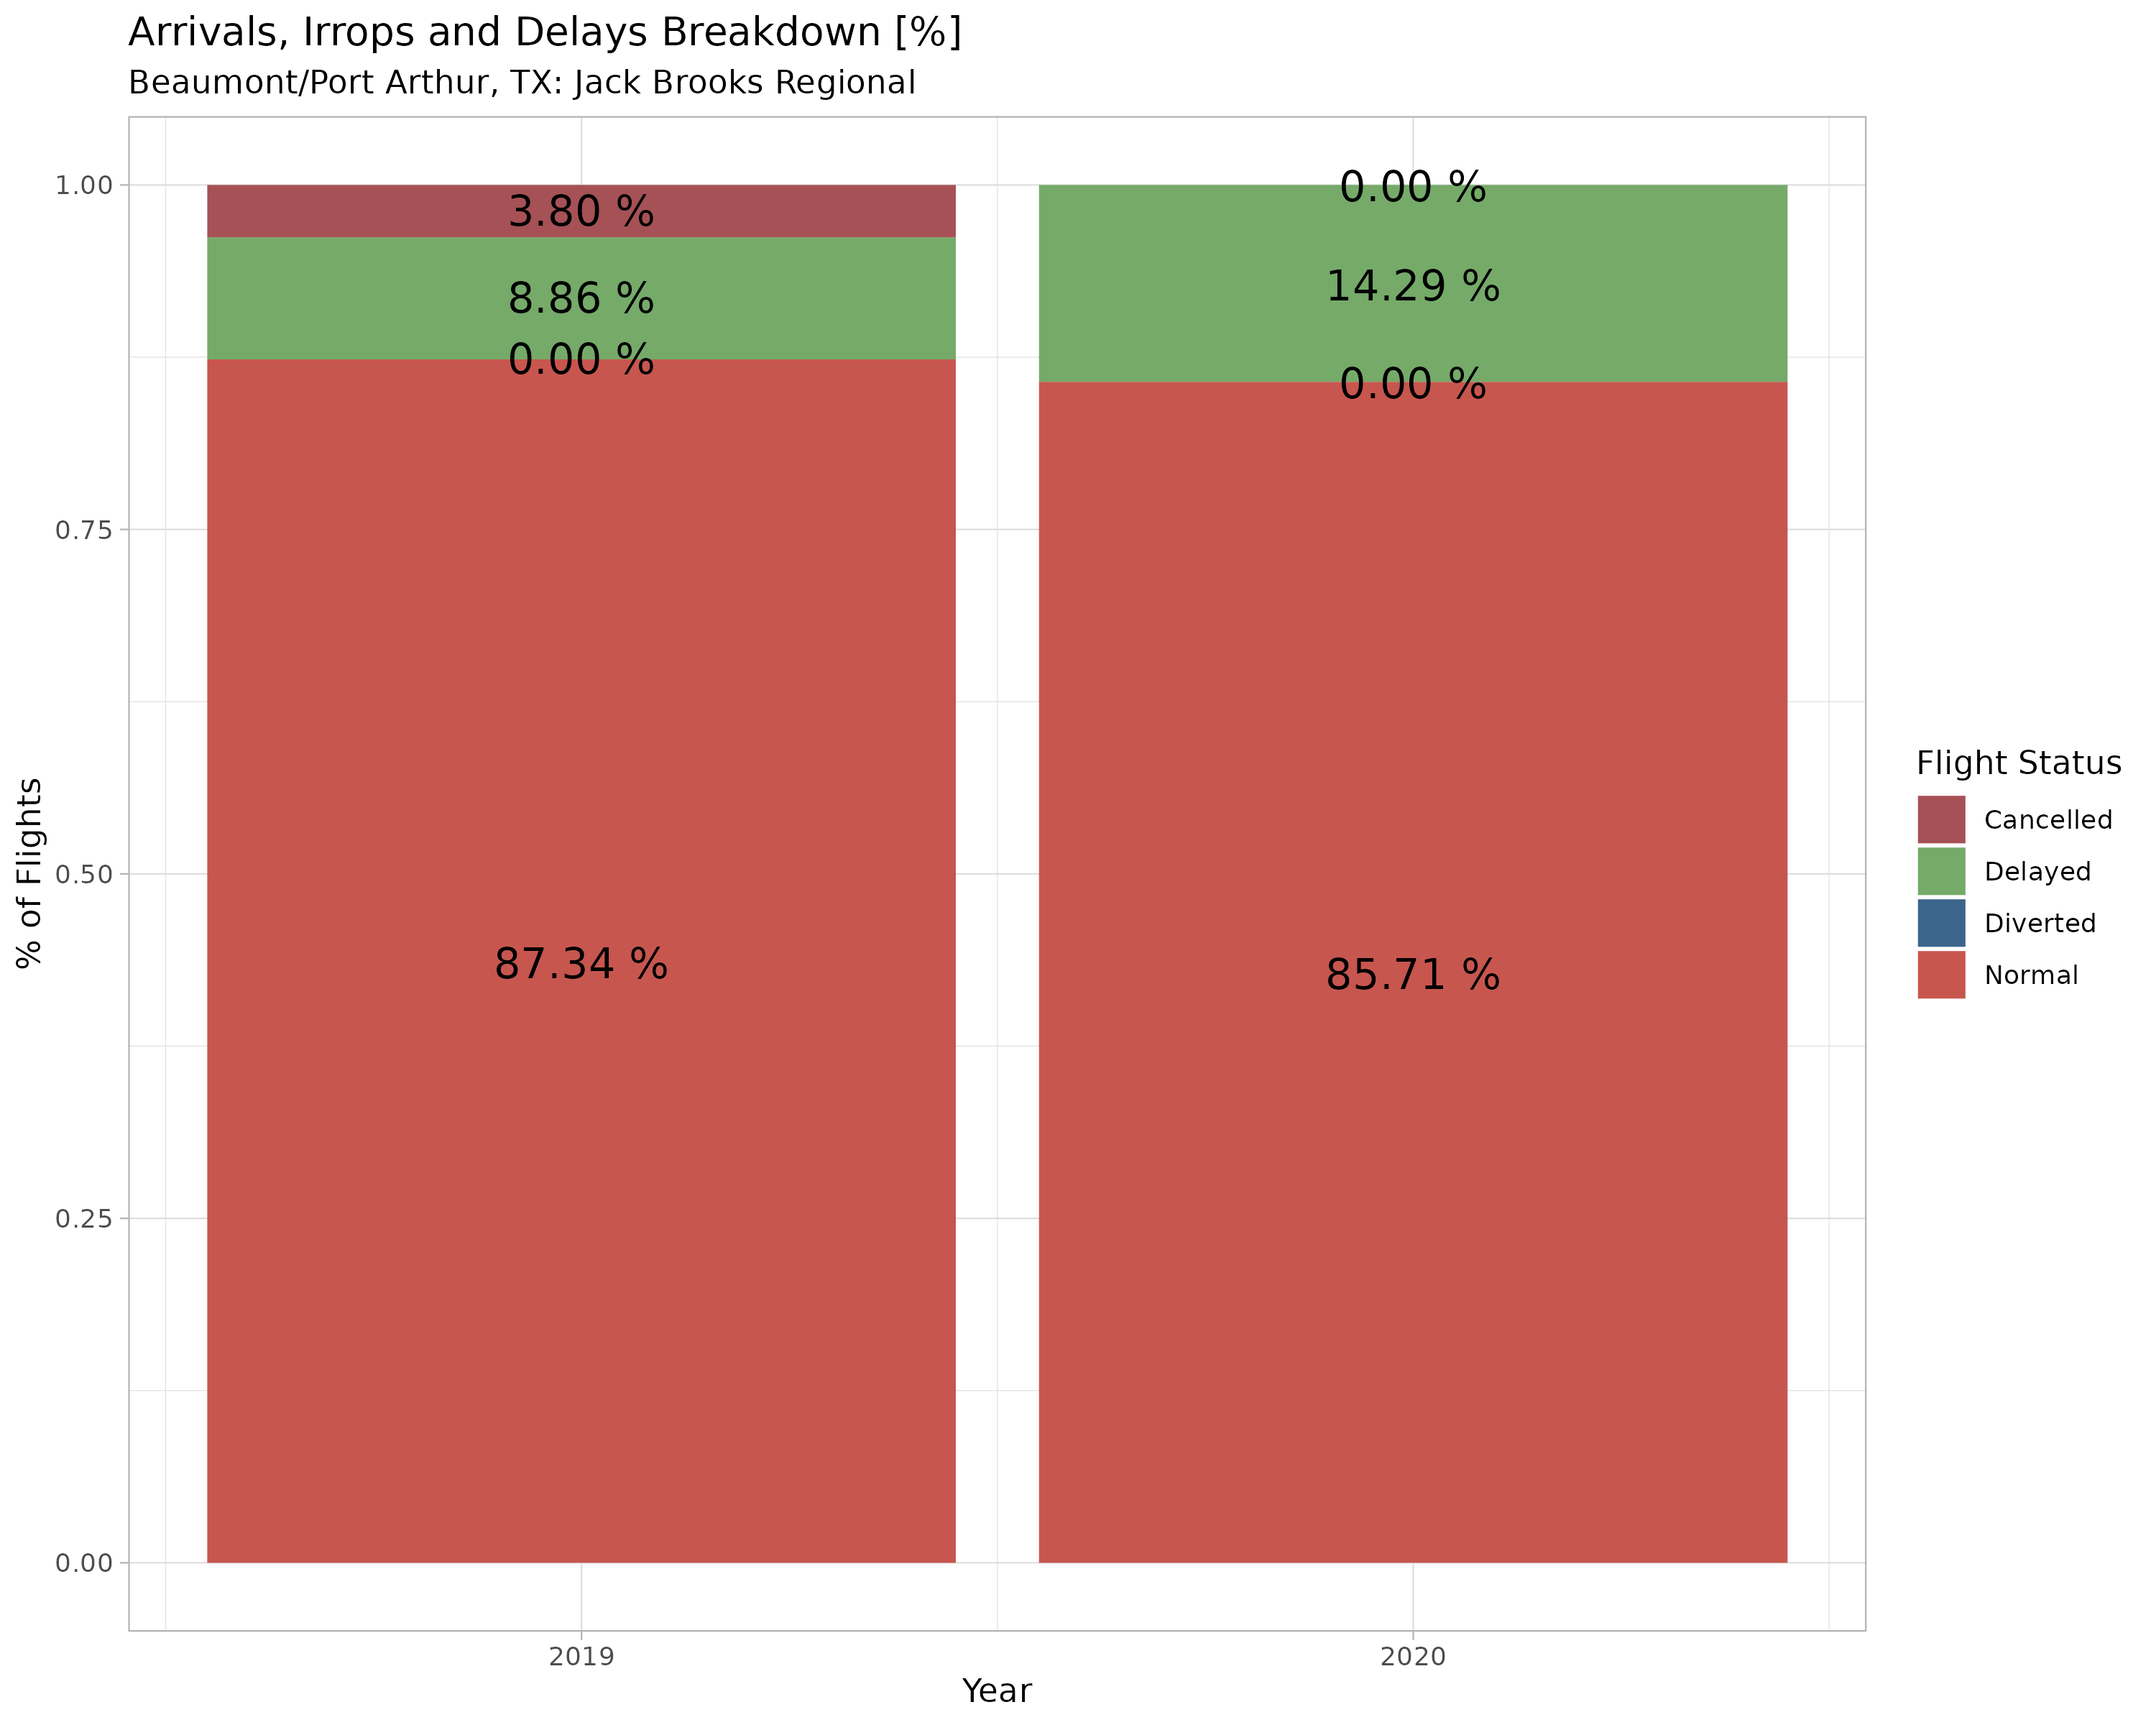 Arrivals, Irrops and Delays Breakdown [%]
Beaumont/Port Arthur, TX: Jack Brooks Regional
% of Flights
1.00
0.75
0.50
0.25
0.00
3.80 %
8.86 %
0.00 %
87.34 %
0.00 %
14.29 %
0.00 %
85.71 %
2019
2020
Year
Flight Status
Cancelled
Delayed
Diverted
Normal